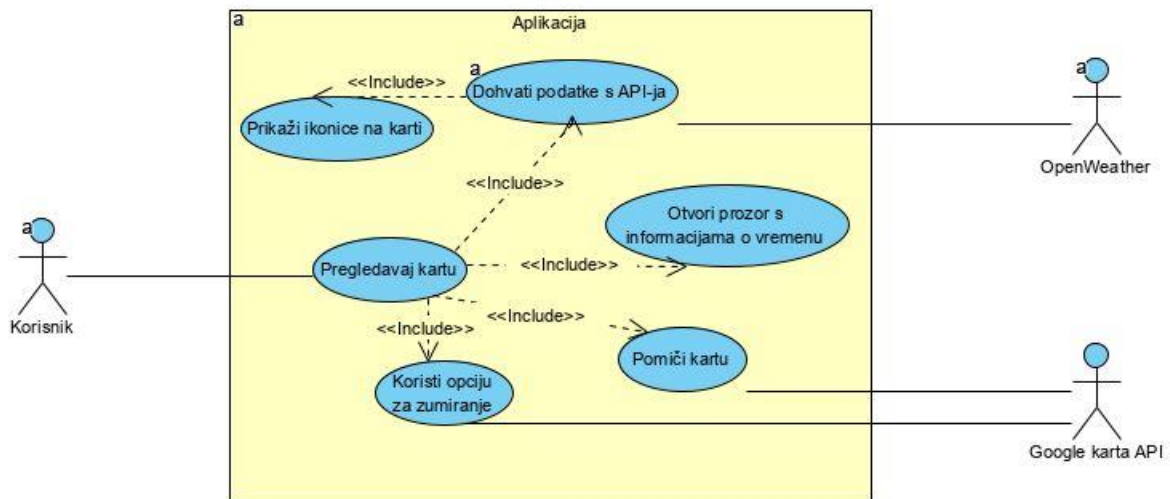 a
Aplikacija
a
<<Include>>
Dohvati podatke s API-ja
a
Prikaži ikonice na karti
OpenWeather
<<Include>>
Otvori prozor s
informacijama o vremenu
a
Pregledavaj kartu
<<Include>>
Korisnik
<<Include>>
<<Include>>
Pomiči kartu
Koristi opciju
za zumiranje
Google karta API